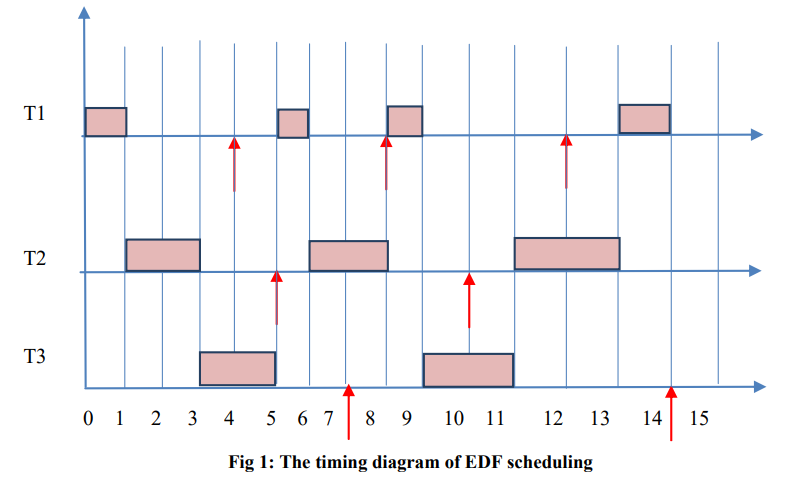 T1
T2
T3
0 1 2 3 4 5 6 7 8 9 10 11 12 13 14 15
Fig 1: The timing diagram of EDF scheduling